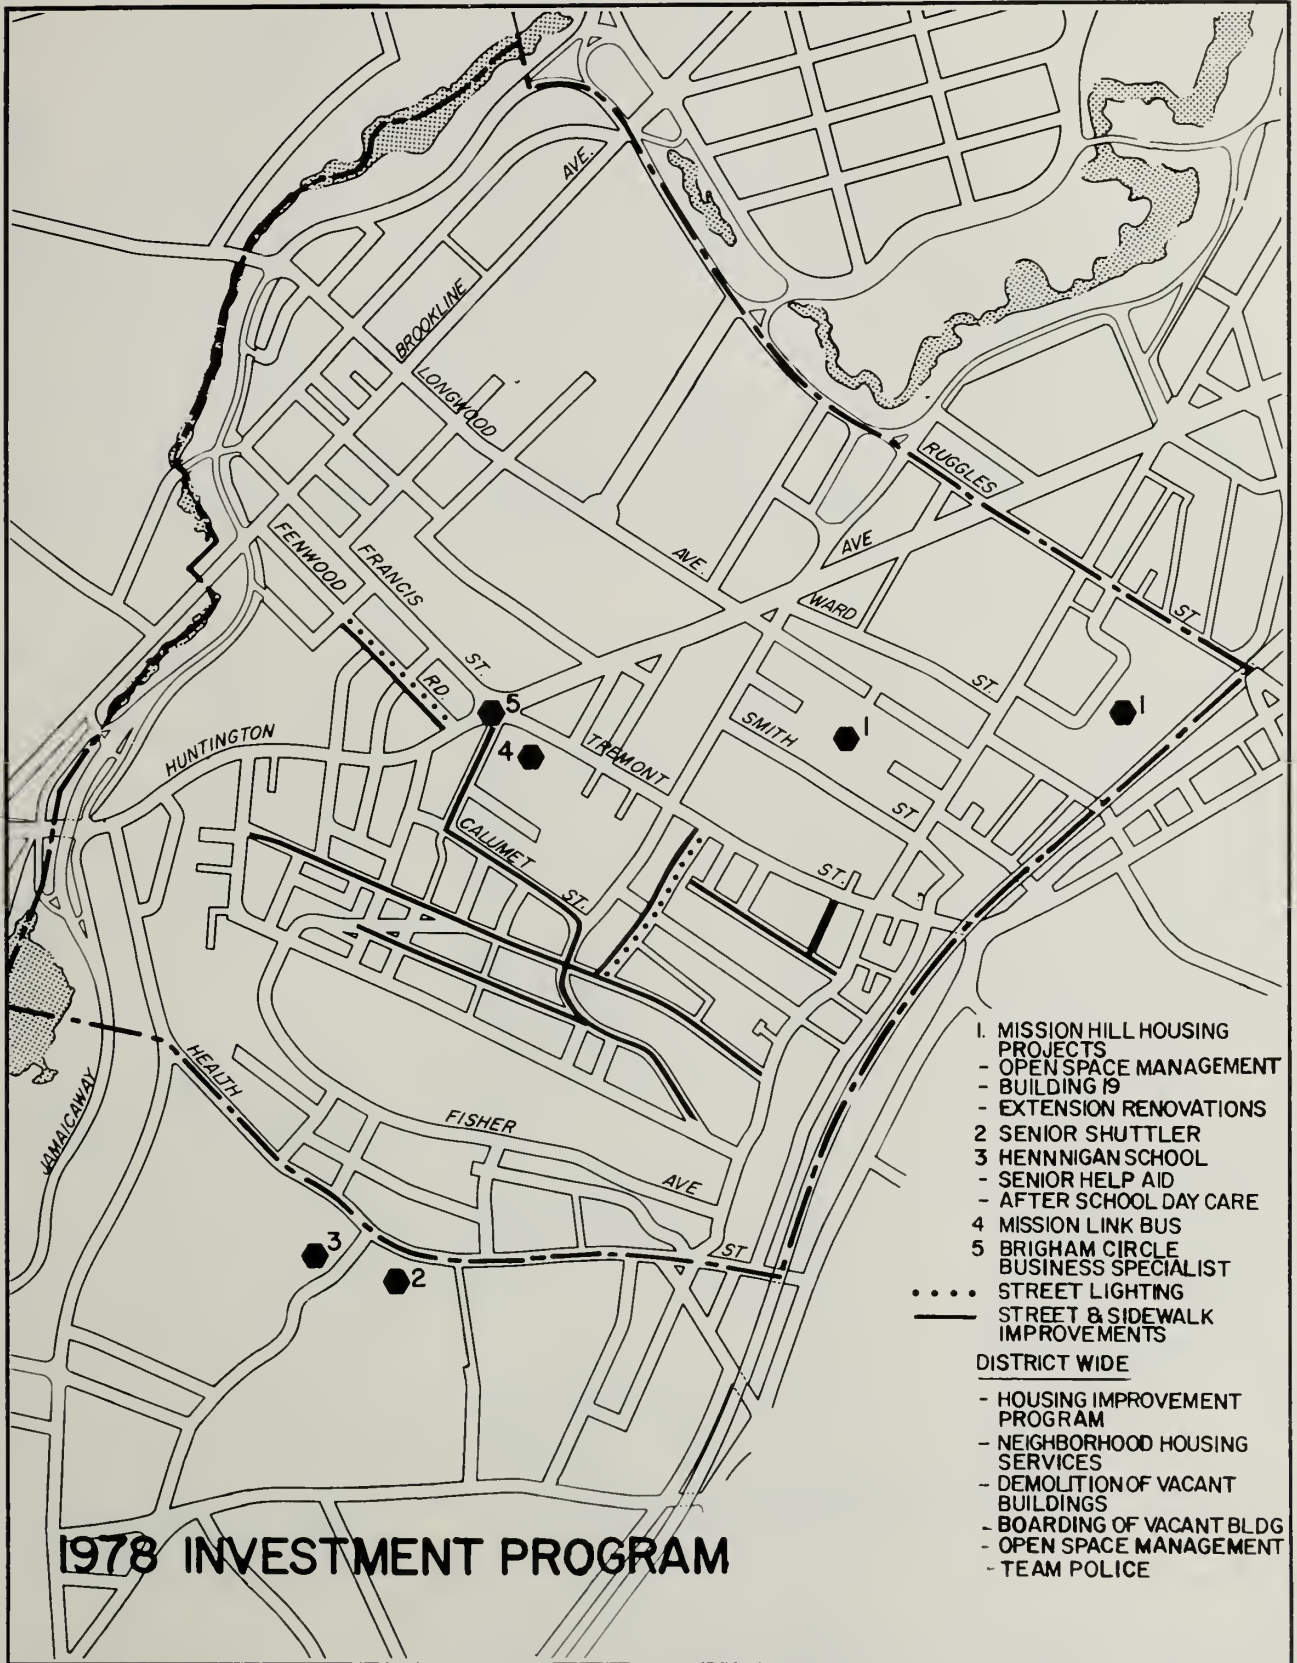 AVE.
BROOKLINE
LONGWOOD
RUGGLES
AVE
AVE.
FENWOOD
FRANCIS
WARD
ST
ST.
ST.
RD.
5
1
1
SMITH
HUNTINGTON
4
TREMONT
ST
CALUMET
ST.
ST.
HEALTH
JAMAICAWAY
FISHER
AVE
ST
3
2
1. MISSION HILL HOUSING
PROJECTS
- OPEN SPACE MANAGEMENT
- BUILDING 19
- EXTENSION RENOVATIONS
2 SENIOR SHUTTLER
3 HENNNIGAN SCHOOL
- SENIOR HELP AID
- AFTER SCHOOL DAY CARE
4 MISSION LINK BUS
5 BRIGHAM CIRCLE
BUSINESS SPECIALIST
STREET LIGHTING
STREET & SIDEWALK
IMPROVEMENTS
DISTRICT WIDE
- HOUSING IMPROVEMENT
PROGRAM
- NEIGHBORHOOD HOUSING
SERVICES
- DEMOLITION OF VACANT
BUILDINGS
- BOARDING OF VACANT BLDG
- OPEN SPACE MANAGEMENT
- TEAM POLICE
1978 INVESTMENT PROGRAM